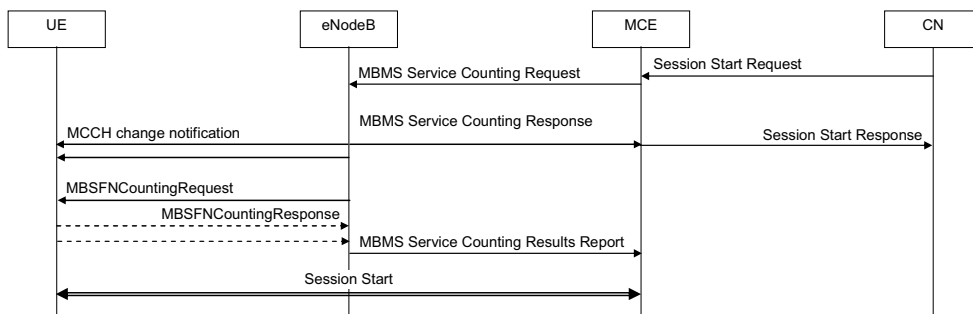 UE
eNodeB
MCE
CN
Session Start Request
MBMS Service Counting Request
MBMS Service Counting Response
MCCH change notification
Session Start Response
MBSFNCountingRequest
MBSFNCountingResponse
MBMS Service Counting Results Report
Session Start